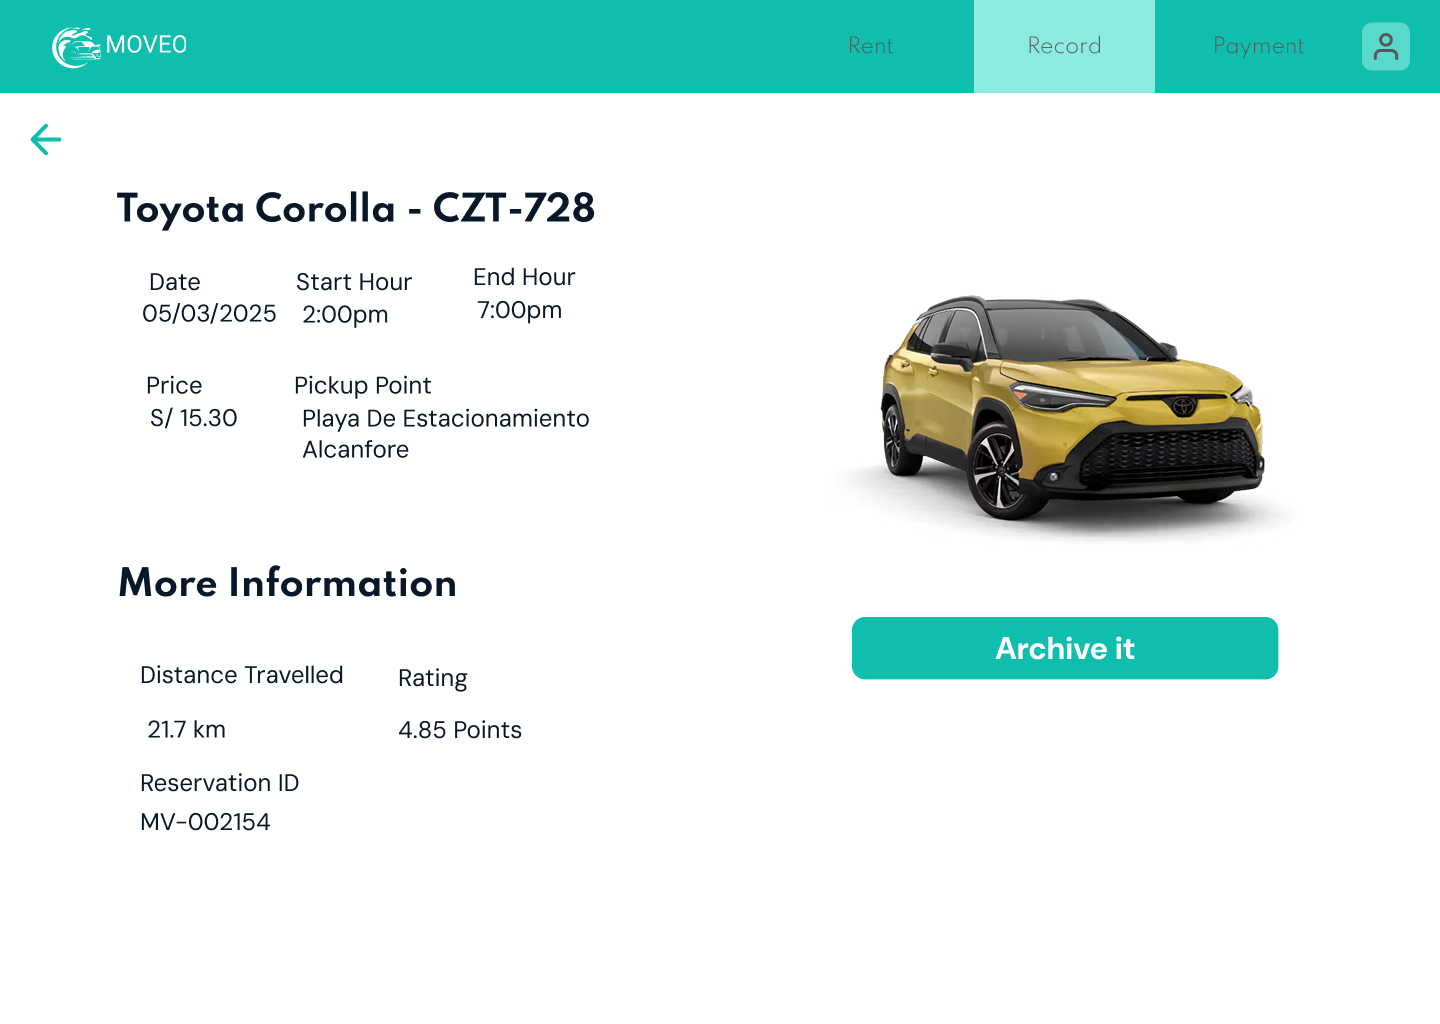 MOVEO
Rent
Record
Payment
Toyota Corolla - CZT-728
Date
05/03/2025
Start Hour
2:00pm
End Hour
7:00pm
Price
S/ 15.30
Pickup Point
Playa De Estacionamiento
Alcanfore
More Information
Distance Travelled
21.7 km
Rating
4.85 Points
Reservation ID
MV-002154
Archive it